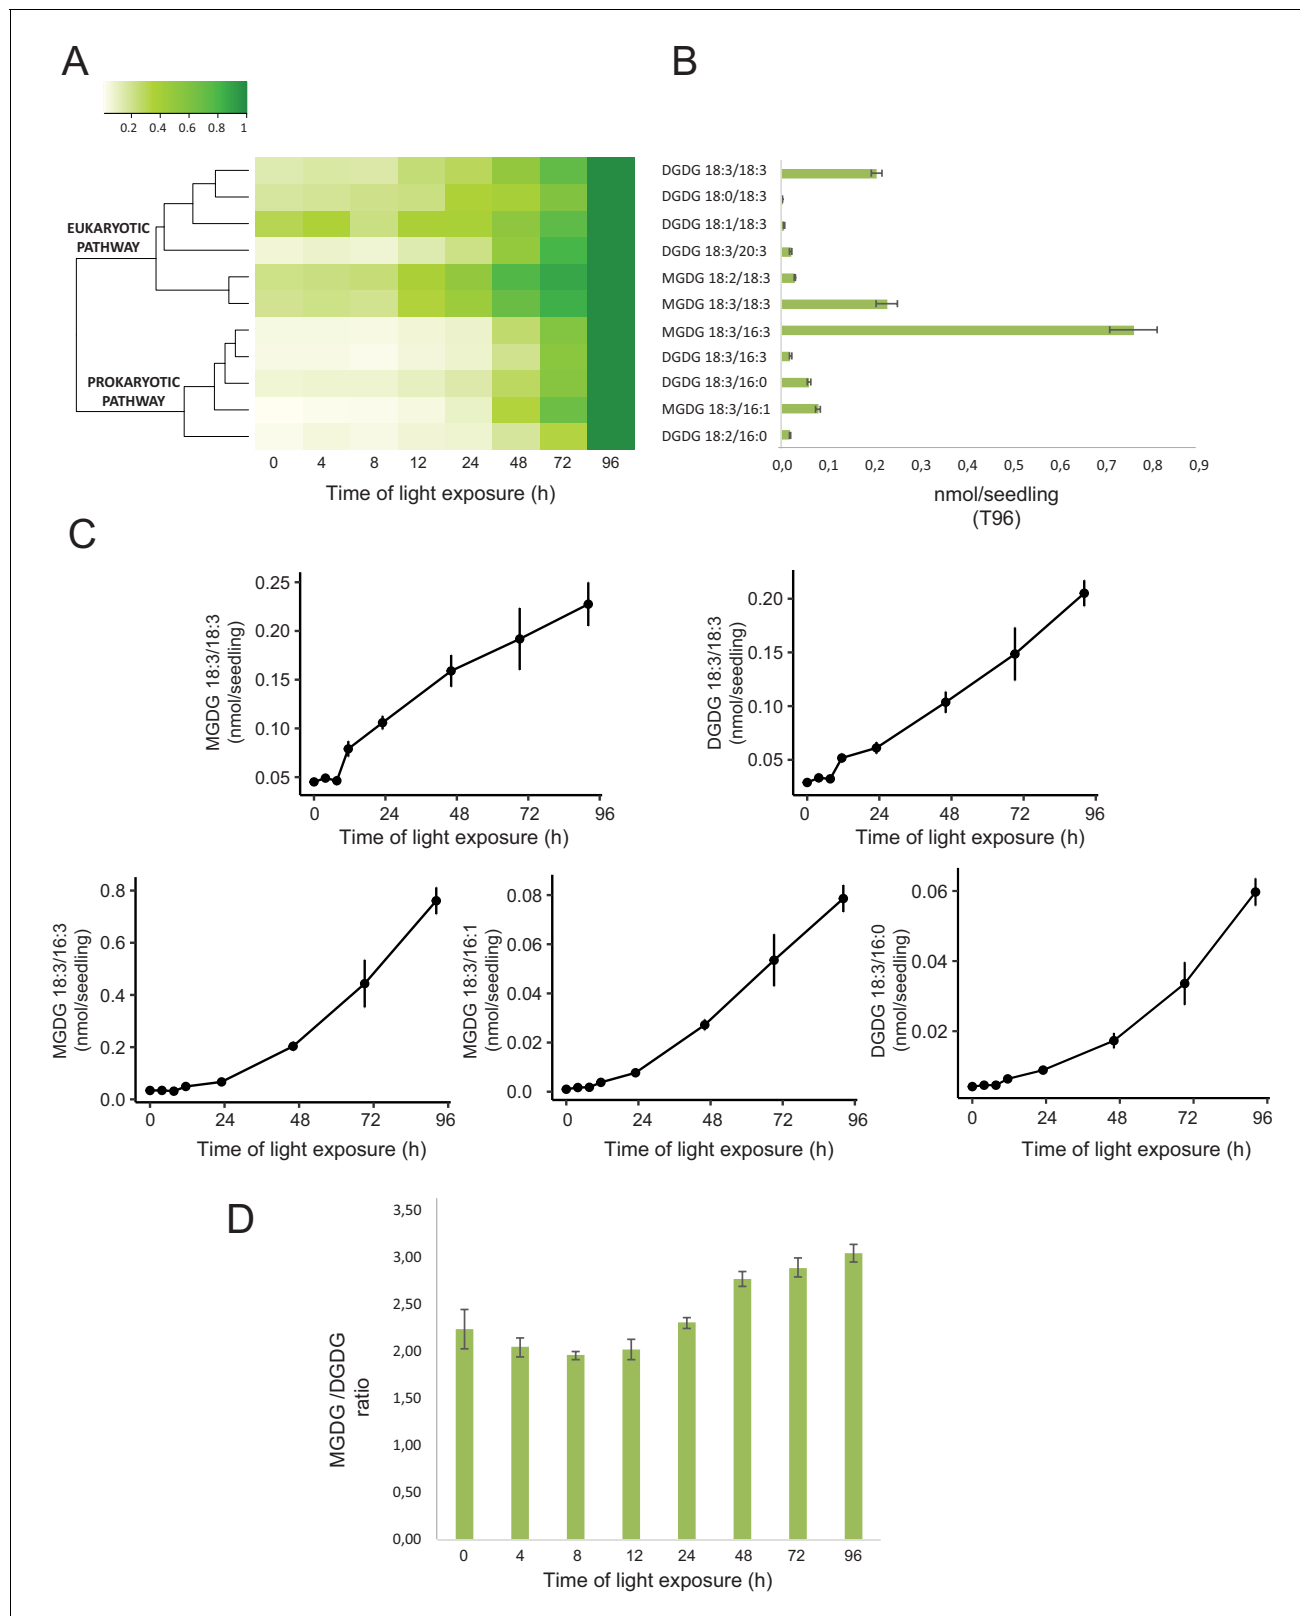 A
B
0.2 0.4 0.6 0.8 1
EUKARYOTIC
PATHWAY
PROKARYOTIC
PATHWAY
0 4 8 12 24 48 72 96
Time of light exposure (h)
DGDG 18:3/18:3
DGDG 18:0/18:3
DGDG 18:1/18:3
DGDG 18:3/20:3
MGDG 18:2/18:3
MGDG 18:3/18:3
MGDG 18:3/16:3
DGDG 18:3/16:3
DGDG 18:3/16:0
MGDG 18:3/16:1
DGDG 18:2/16:0
0,0 0,1 0,2 0,3 0,4 0,5 0,6 0,7 0,8 0,9
nmol/seedling
(T96)
C
MGDG 18:3/18:3
(nmol/seedling)
0.25
0.20
0.15
0.10
0.05
0 24 48 72 96
Time of light exposure (h)
DGDG 18:3/18:3
(nmol/seedling)
0.20
0.15
0.10
0.05
0 24 48 72 96
Time of light exposure (h)
MGDG 18:3/16:3
(nmol/seedling)
0.8
0.6
0.4
0.2
0.0
0 24 48 72 96
Time of light exposure (h)
MGDG 18:3/16:1
(nmol/seedling)
0.08
0.06
0.04
0.02
0.0
0 24 48 72 96
Time of light exposure (h)
DGDG 18:3/16:0
(nmol/seedling)
0.06
0.04
0.02
0 24 48 72 96
Time of light exposure (h)
D
MGDG /DGDG
ratio
3,50
3,00
2,50
2,00
1,50
1,00
0,50
0,00
0 4 8 12 24 48 72 96
Time of light exposure (h)